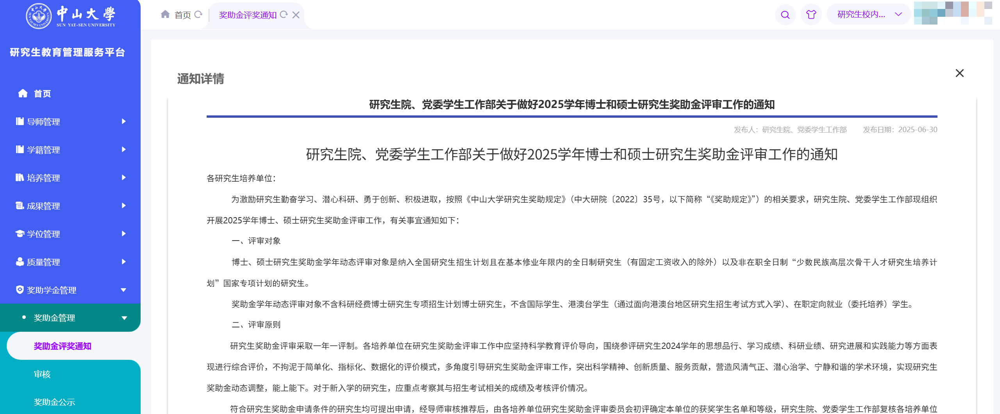 中山大學
SUN YAT-SEN UNIVERSITY
研究生教育管理服务平台
首页
导师管理
学籍管理
培养管理
成果管理
学位管理
质量管理
奖助学金管理
奖助金管理
奖助金评奖通知
审核
奖助金公示
首页
奖助金评奖通知
研究生校内...
通知详情
研究生院、党委学生工作部关于做好2025学年博士和硕士研究生奖助金评审工作的通知
发布人：研究生院、党委学生工作部 发布日期：2025-06-30
研究生院、党委学生工作部关于做好2025学年博士和硕士研究生奖助金评审工作的通知
各研究生培养单位：
为激励研究生勤奋学习、潜心科研、勇于创新、积极进取，按照《中山大学研究生奖助规定》（中大研院〔2022〕35号，以下简称“《奖助规定》”）的相关要求，研究生院、党委学生工作部现组织
开展2025学年博士、硕士研究生奖助金评审工作，有关事宜通知如下：
一、评审对象
博士、硕士研究生奖助金学年动态评审对象是纳入全国研究生招生计划且在基本修业年限内的全日制研究生（有固定工资收入的除外）以及非在职全日制“少数民族高层次骨干人才研究生培养计
划”国家专项计划的研究生。
奖助金学年动态评审对象不含科研经费博士研究生专项招生计划博士研究生，不含国际学生、港澳台学生（通过面向港澳台地区研究生招生考试方式入学）、在职定向就业（委托培养）学生。
二、评审原则
研究生奖助金评审采取一年一评制。各培养单位在研究生奖助金评审工作中应坚持科学教育评价导向，围绕参评研究生2024学年的思想品行、学习成绩、科研业绩、研究进展和实践能力等方面表
现进行综合评价，不拘泥于简单化、指标化、数据化的评价模式，多角度引导研究生奖助金评审工作，突出科学精神、创新质量、服务贡献，营造风清气正、潜心治学、宁静和谐的学术环境，实现研究生
奖助金动态调整，能上能下。对于新入学的研究生，应重点考察其与招生考试相关的成绩及考核评价情况。
符合研究生奖助金申请条件的研究生均可提出申请，经导师审核推荐后，由各培养单位研究生奖助金评审委员会初评确定本单位的获奖学生名单和等级，研究生院、党委学生工作部复核各培养单位